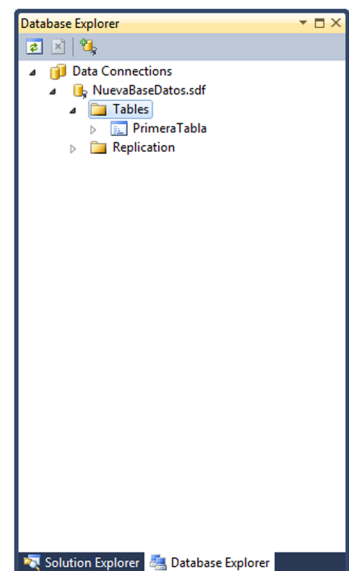 Database Explorer
Data Connections
NuevaBaseDatos.sdf
Tables
PrimeraTabla
Replication
Solution Explorer Database Explorer